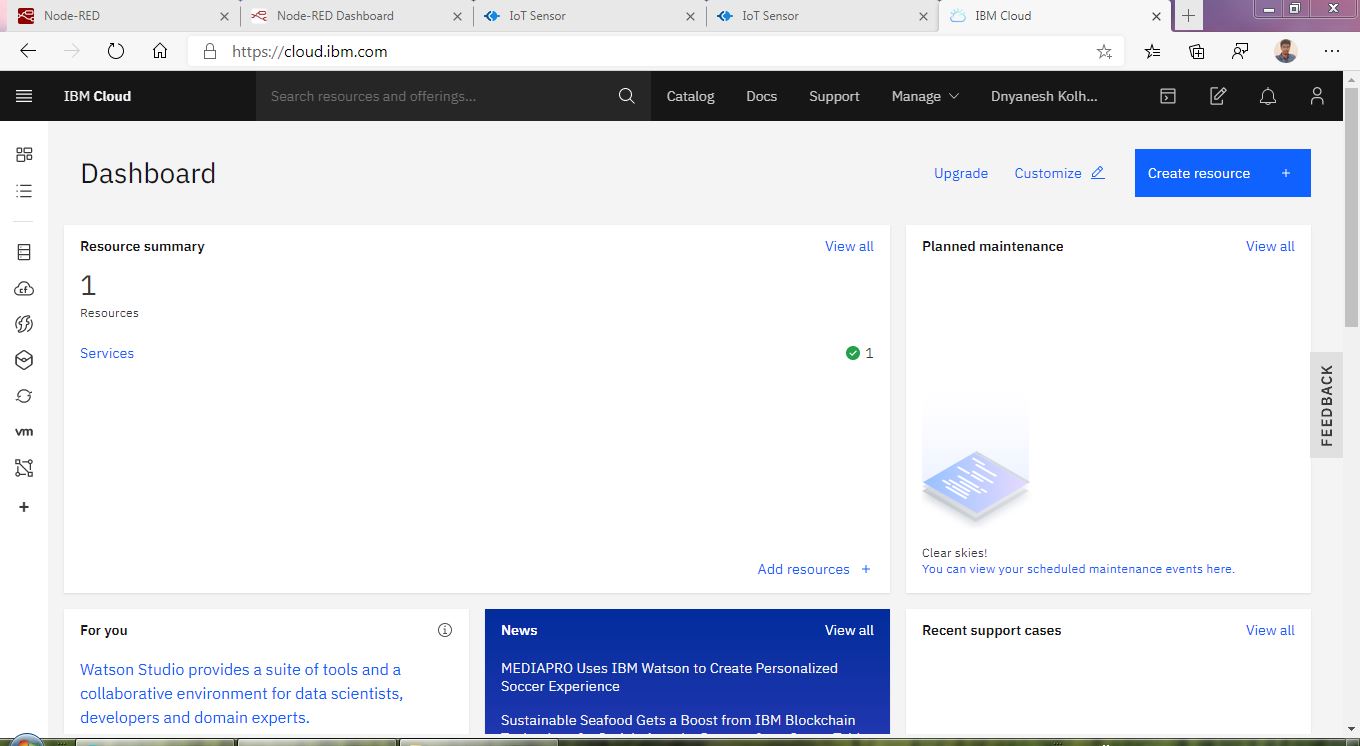 Node-RED
Node-RED Dashboard
IoT Sensor
IoT Sensor
IBM Cloud
https://cloud.ibm.com
IBM Cloud
Search resources and offerings...
Catalog
Docs
Support
Manage
Dnyanesh Kolh...
Dashboard
Upgrade
Customize
Create resource +
Resource summary
View all
1
Resources
Services
1
Add resources +
Planned maintenance
View all
Clear skies!
You can view your scheduled maintenance events here.
FEEDBACK
cf
vm
For you
Watson Studio provides a suite of tools and a
collaborative environment for data scientists,
developers and domain experts.
News
View all
MEDIAPRO Uses IBM Watson to Create Personalized
Soccer Experience
Sustainable Seafood Gets a Boost from IBM Blockchain
Recent support cases
View all